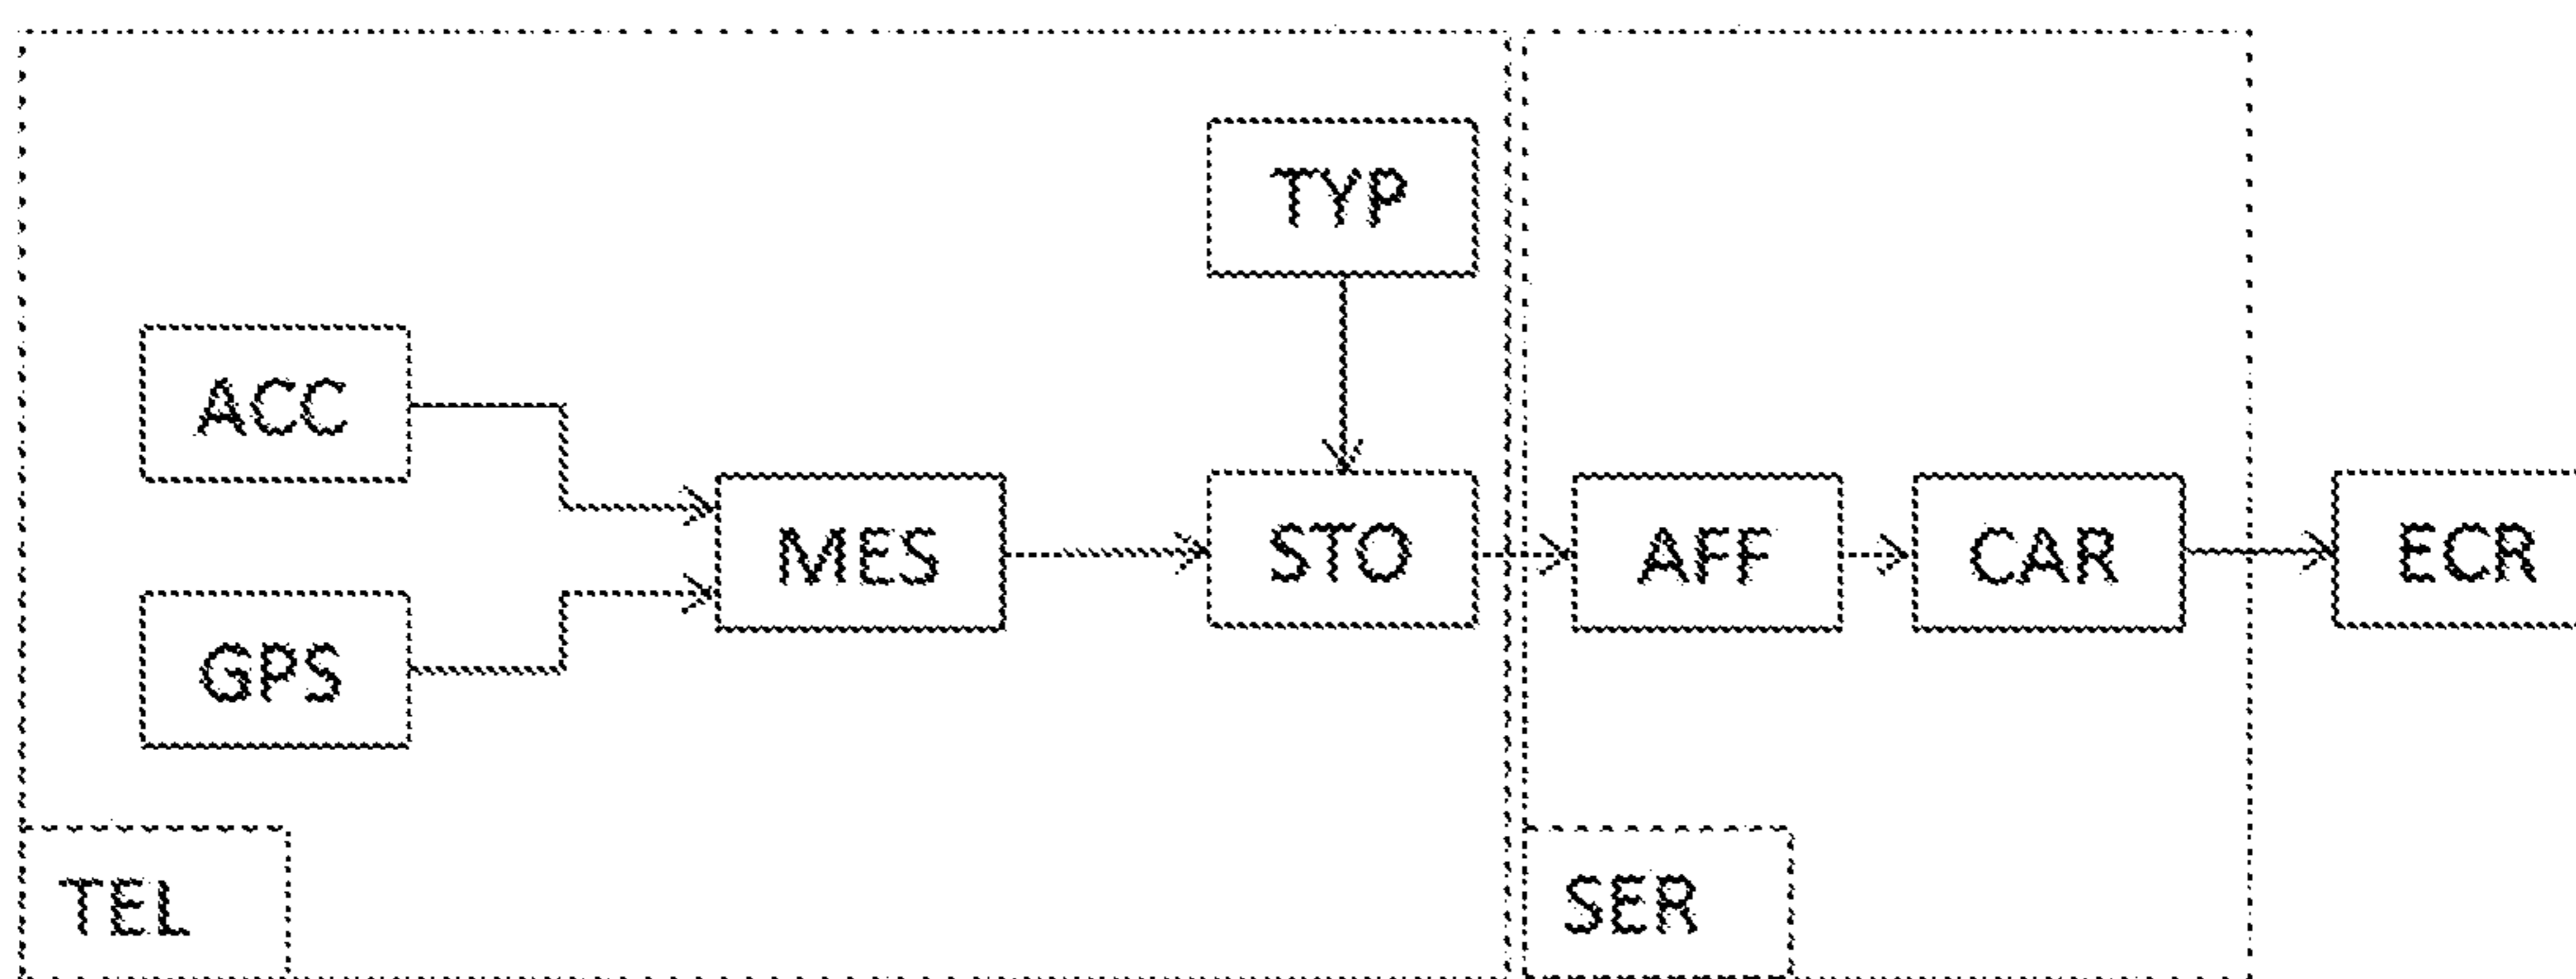 TYP
ACC
MES
STO
AFF
CAR
ECR
GPS
TEL
SER